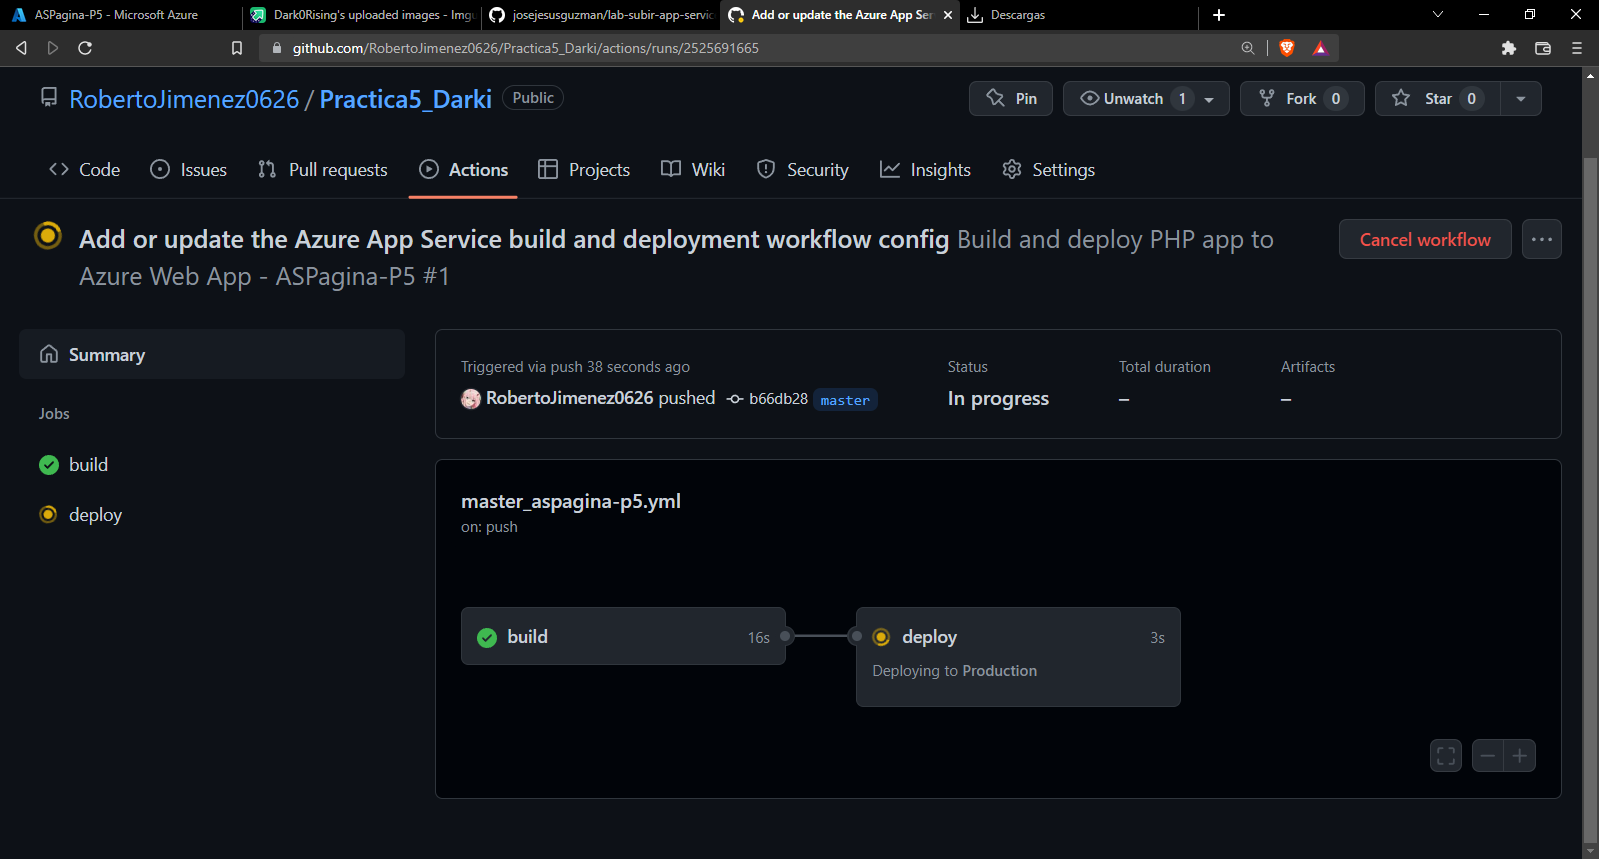 ASPagina-P5 - Microsoft Azure
Dark0Rising's uploaded images - Imgu
josejesusguzman/lab-subir-app-servic
Add or update the Azure App Ser
Descargas
github.com/RobertoJimenez0626/Practica5_Darki/actions/runs/2525691665
RobertoJimenez0626 / Practica5_Darki Public
Pin
Unwatch 1
Fork 0
Star 0
Code
Issues
Pull requests
Actions
Projects
Wiki
Security
Insights
Settings
Add or update the Azure App Service build and deployment workflow config Build and deploy PHP app to
Azure Web App - ASPagina-P5 #1
Cancel workflow
Summary
Jobs
build
deploy
Triggered via push 38 seconds ago
RobertoJimenez0626 pushed b66db28 master
Status
In progress
Total duration
–
Artifacts
–
master_aspagina-p5.yml
on: push
build 16s
deploy 3s
Deploying to Production